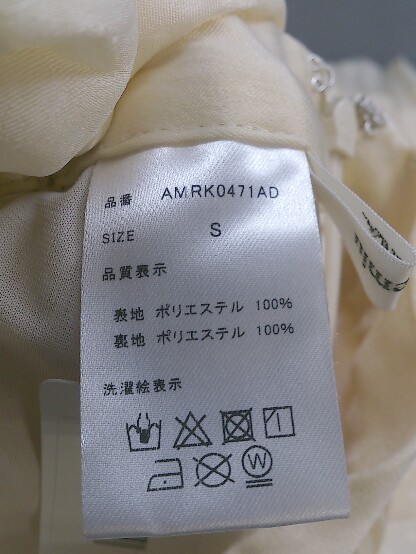 品番 AMRK0471AD
SIZE S
品質表示
表地 ポリエステル 100%
裏地 ポリエステル 100%
洗濯絵表示
W